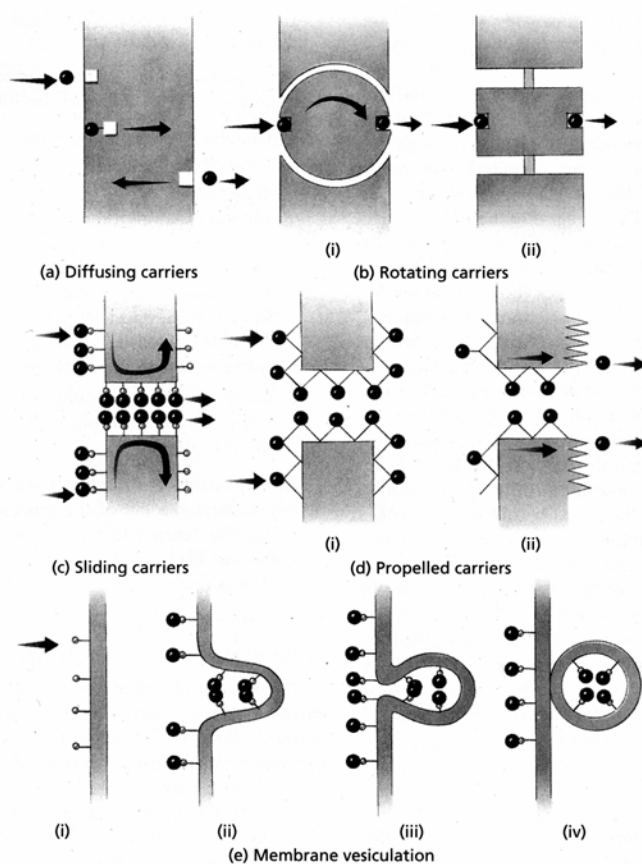 (i) (ii)
(a) Diffusing carriers (b) Rotating carriers
(i) (ii)
(c) Sliding carriers (d) Propelled carriers
(i) (ii) (iii) (iv)
(e) Membrane vesiculation